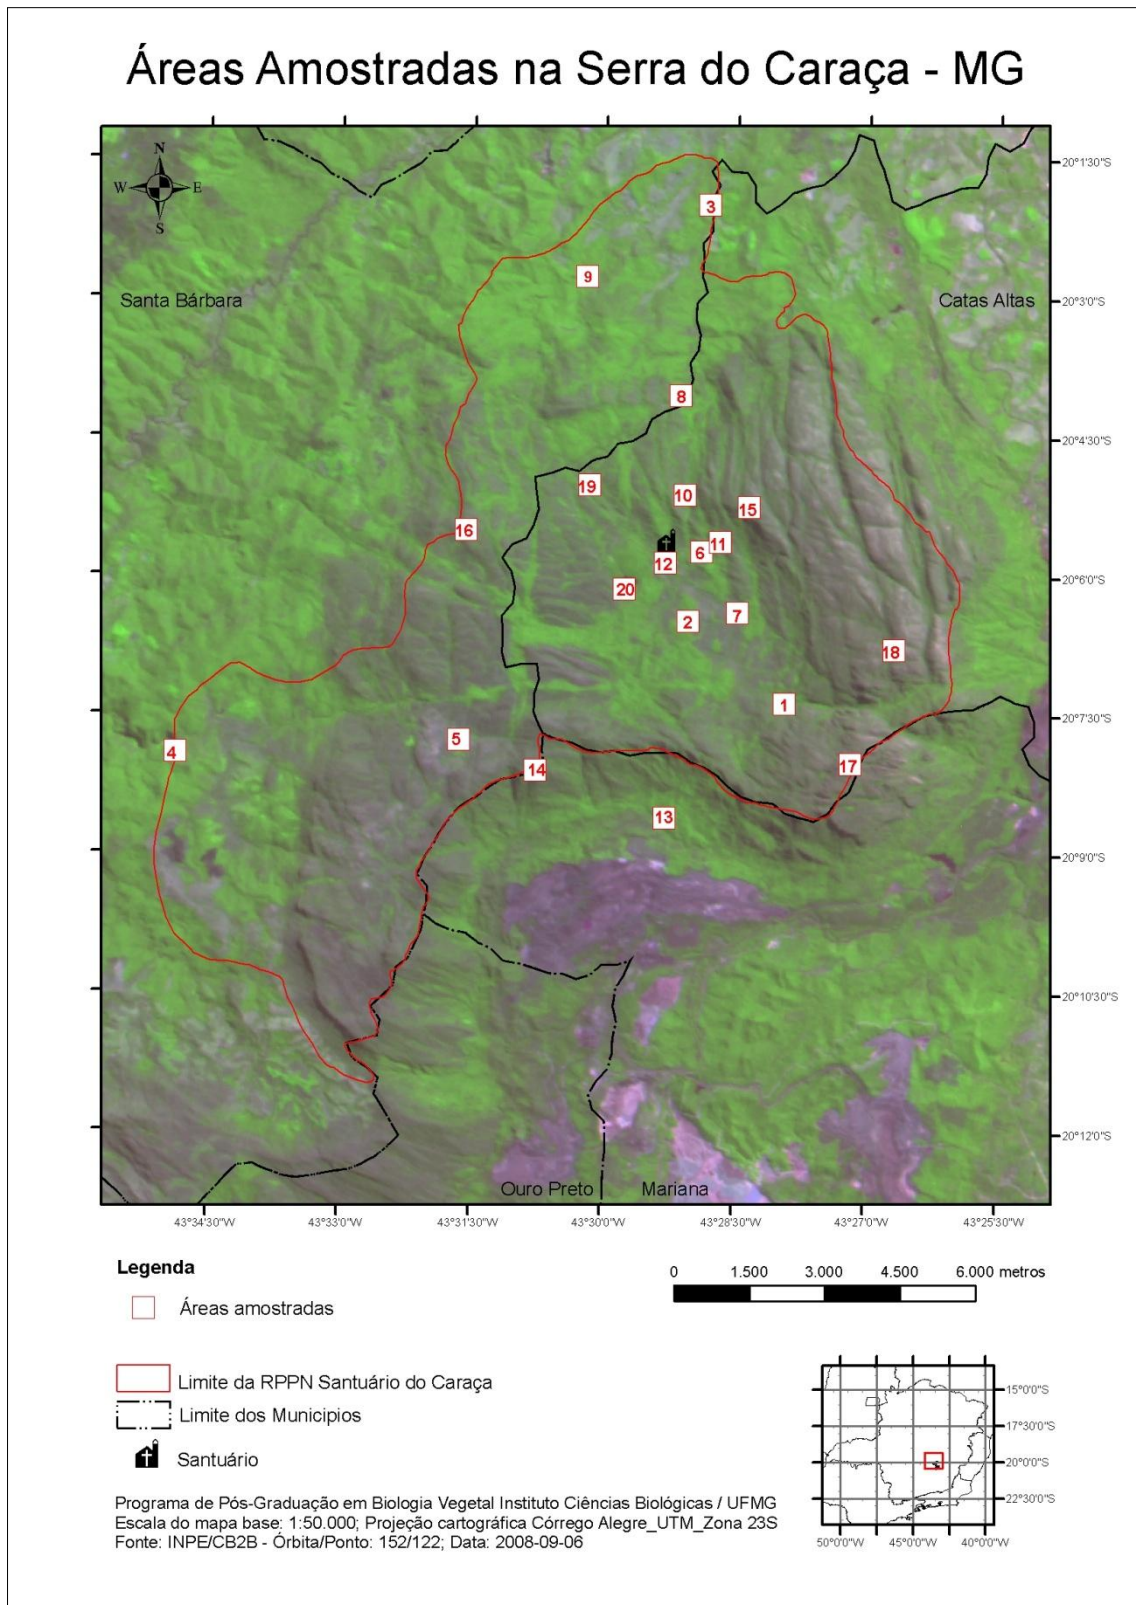 Áreas Amostradas na Serra do Caraça - MG
N
W E
S
20°1'30"S
3
9
Santa Bárbara
Catas Altas
20°3'0"S
8
20°4'30"S
19
10
15
16
11
6
12
20°6'0"S
20
7
2
18
1
20°7'30"S
5
4
17
14
13
20°9'0"S
20°10'30"S
20°12'0"S
Ouro Preto
Mariana
43°34'30"W 43°33'0"W 43°31'30"W 43°30'0"W 43°28'30"W 43°27'0"W 43°25'30"W
Legenda
0 1.500 3.000 4.500 6.000 metros
Áreas amostradas
Limite da RPPN Santuário do Caraça
Limite dos Municipios
Santuário
15°0'0"S
17°30'0"S
20°0'0"S
22°30'0"S
50°0'0"W 45°0'0"W 40°0'0"W
Programa de Pós-Graduação em Biologia Vegetal Instituto Ciências Biológicas / UFMG
Escala do mapa base: 1:50.000; Projeção cartográfica Córrego Alegre_UTM_Zona 23S
Fonte: INPE/CB2B - Órbita/Ponto: 152/122; Data: 2008-09-06